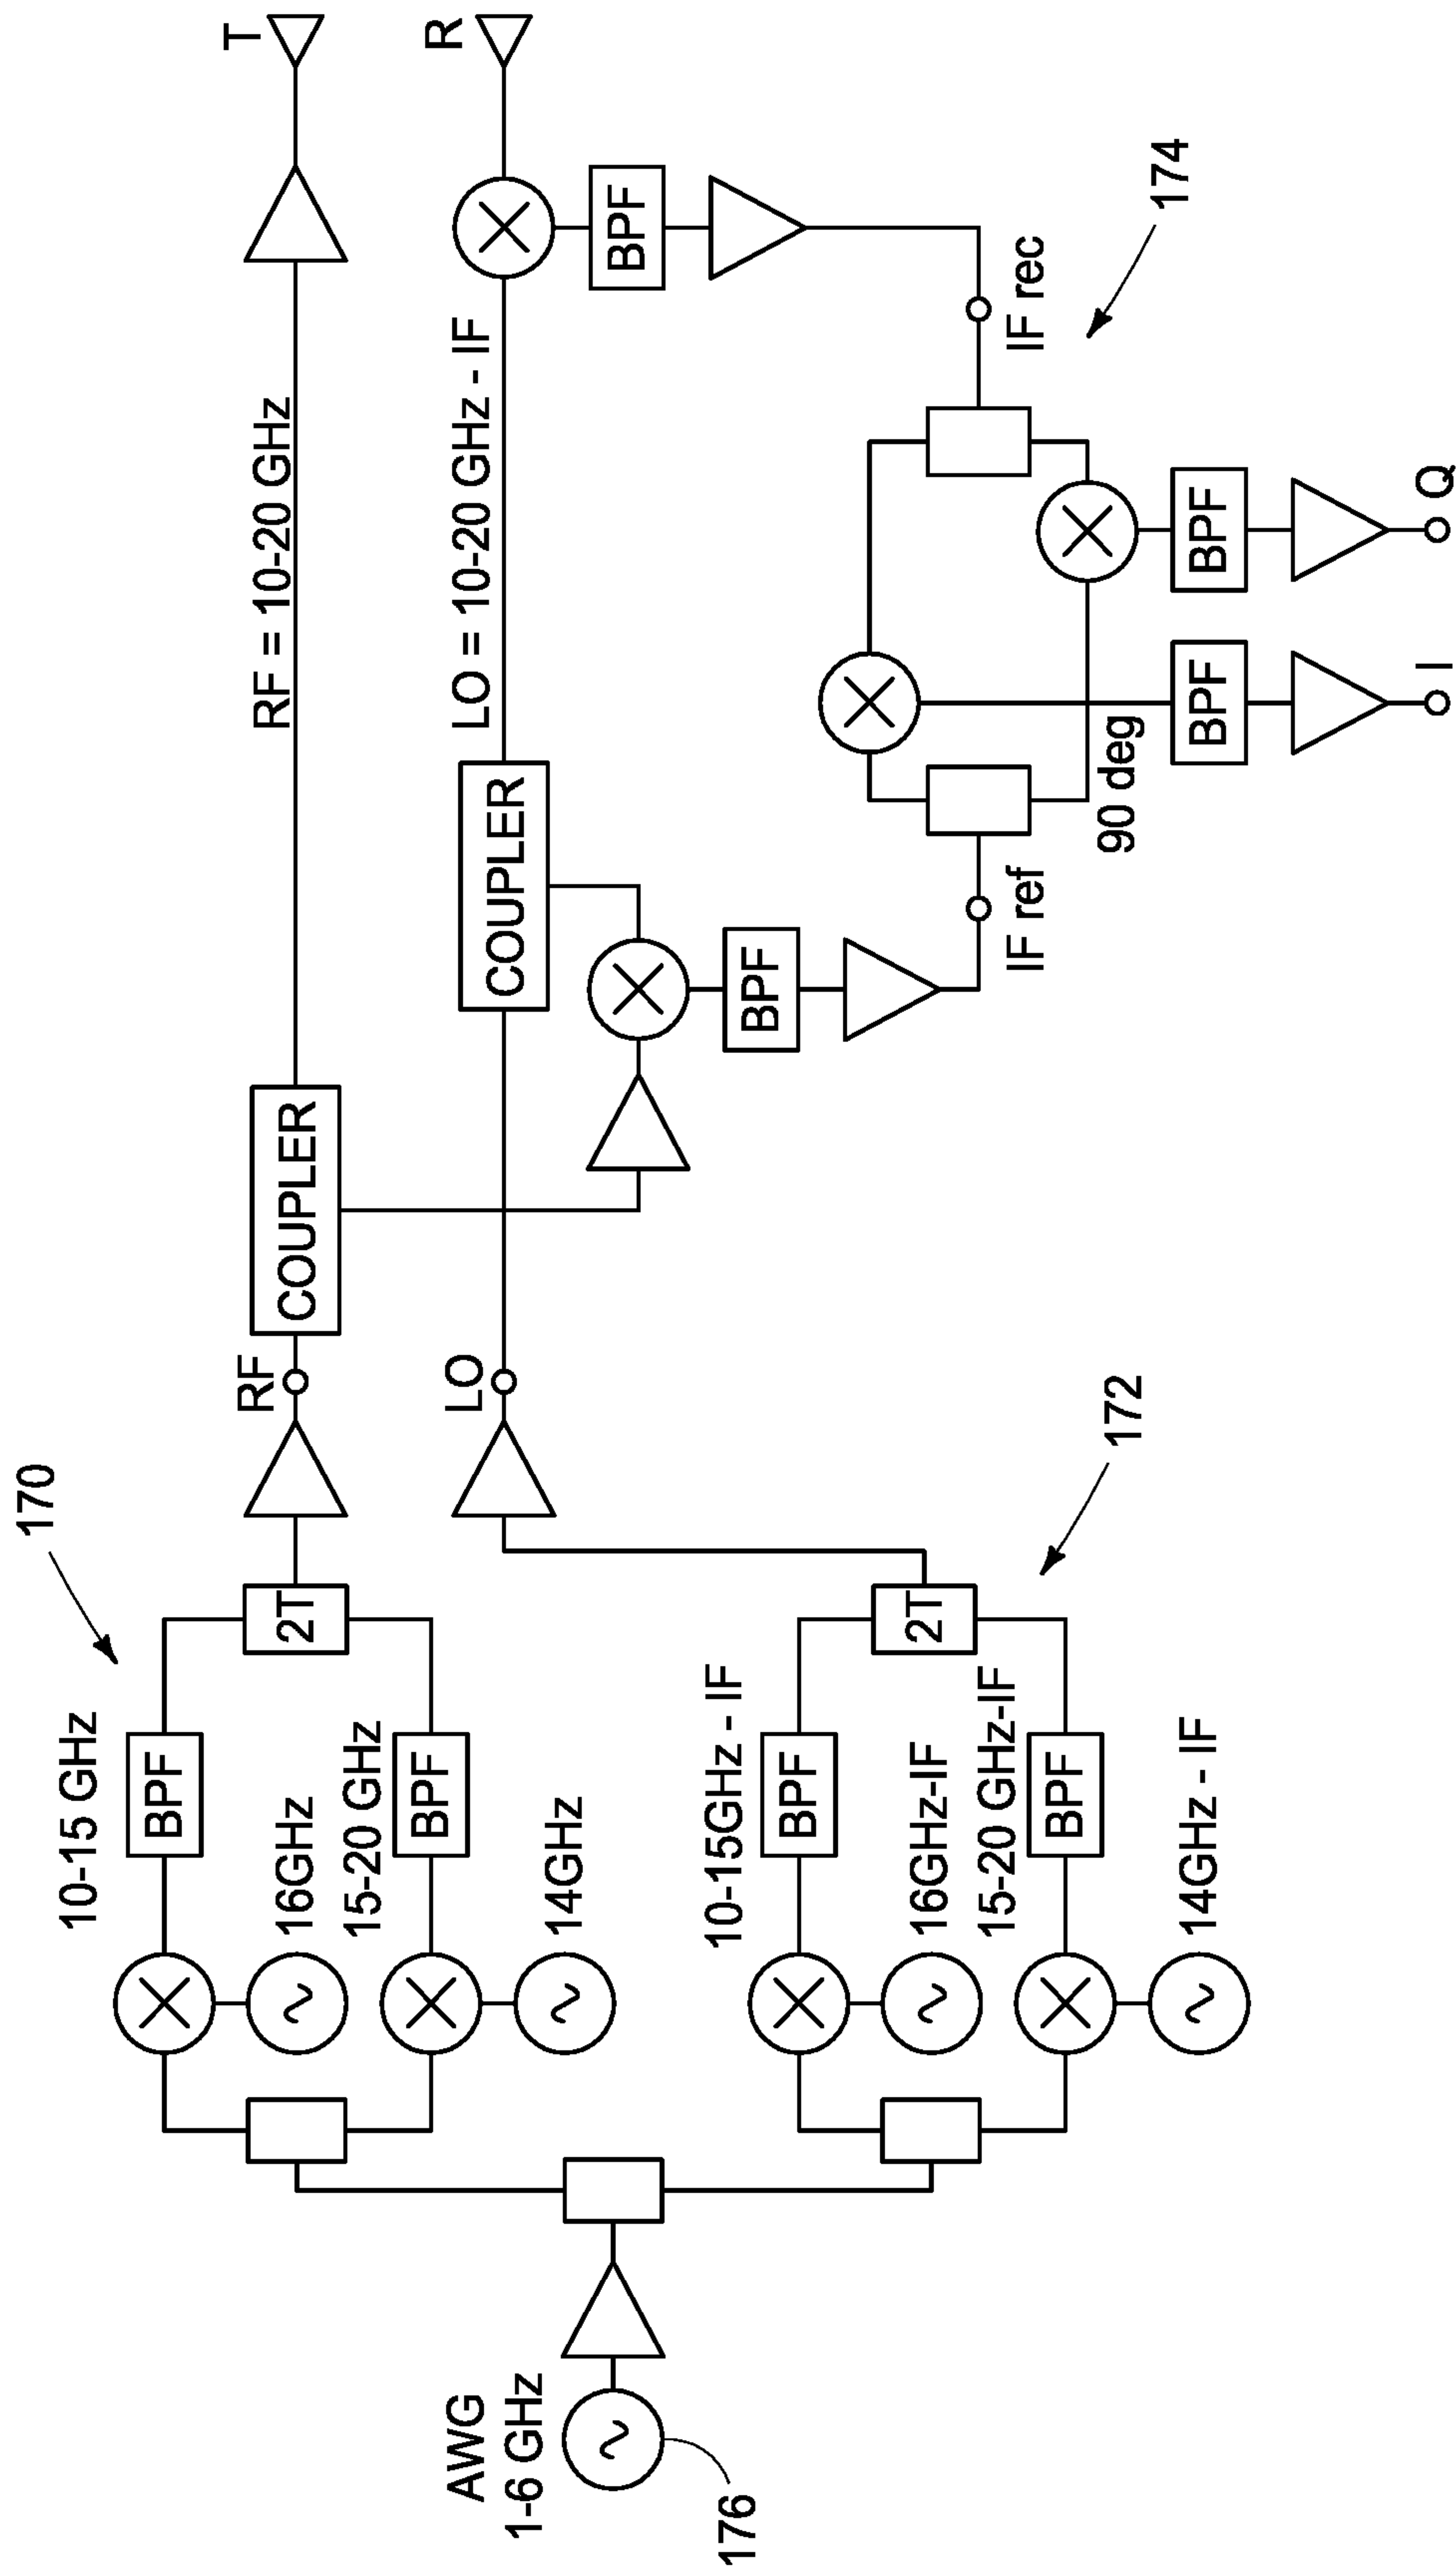 170
10-15 GHz
BPF
16GHz
15-20 GHz
BPF
14GHz
2T
RF
COUPLER
RF = 10-20 GHz
T
LO
COUPLER
LO = 10-20 GHz - IF
R
BPF
AWG
1-6 GHz
176
10-15GHz - IF
BPF
16GHz-IF
15-20 GHz-IF
BPF
14GHz - IF
2T
172
BPF
IF ref
IF rec
174
90 deg
BPF
BPF
I
Q